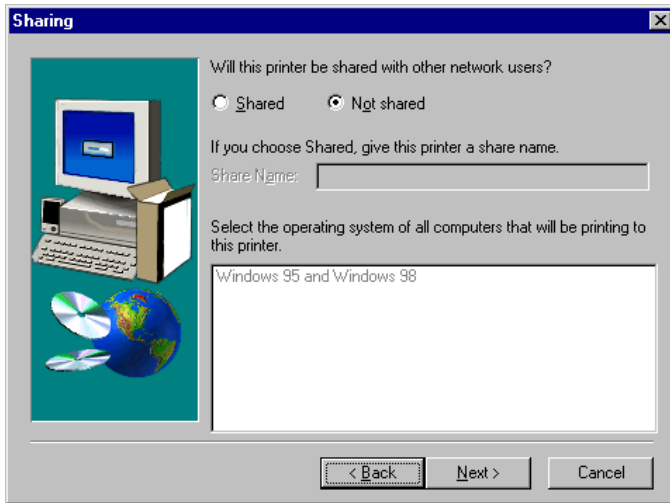 Sharing
Will this printer be shared with other network users?
Shared Not shared
If you choose Shared, give this printer a share name.
Share Name:
Select the operating system of all computers that will be printing to
this printer.
Windows 95 and Windows 98
< Back Next > Cancel